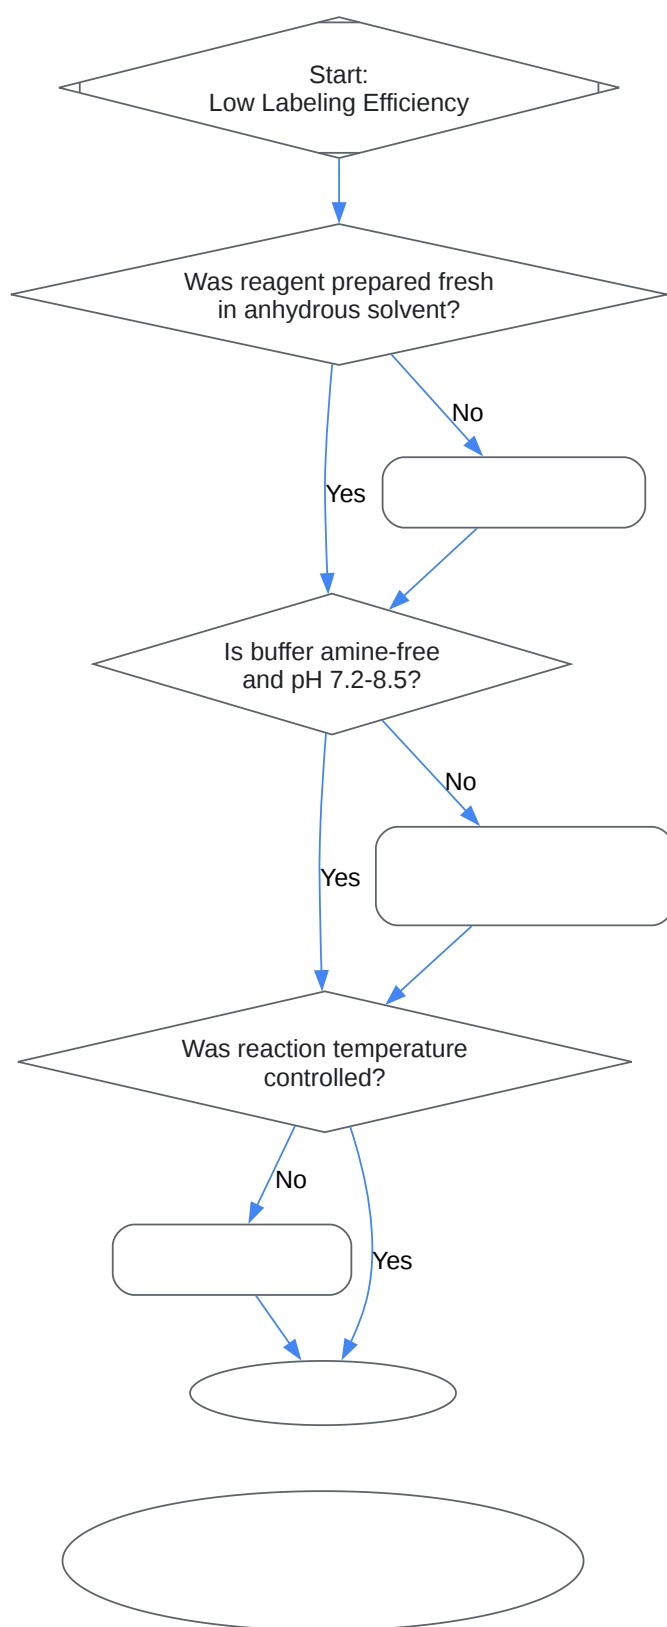 Start:
Low Labeling Efficiency
Was reagent prepared fresh
in anhydrous solvent?
No
Yes
Is buffer amine-free
and pH 7.2-8.5?
No
Yes
Was reaction temperature
controlled?
No
Yes